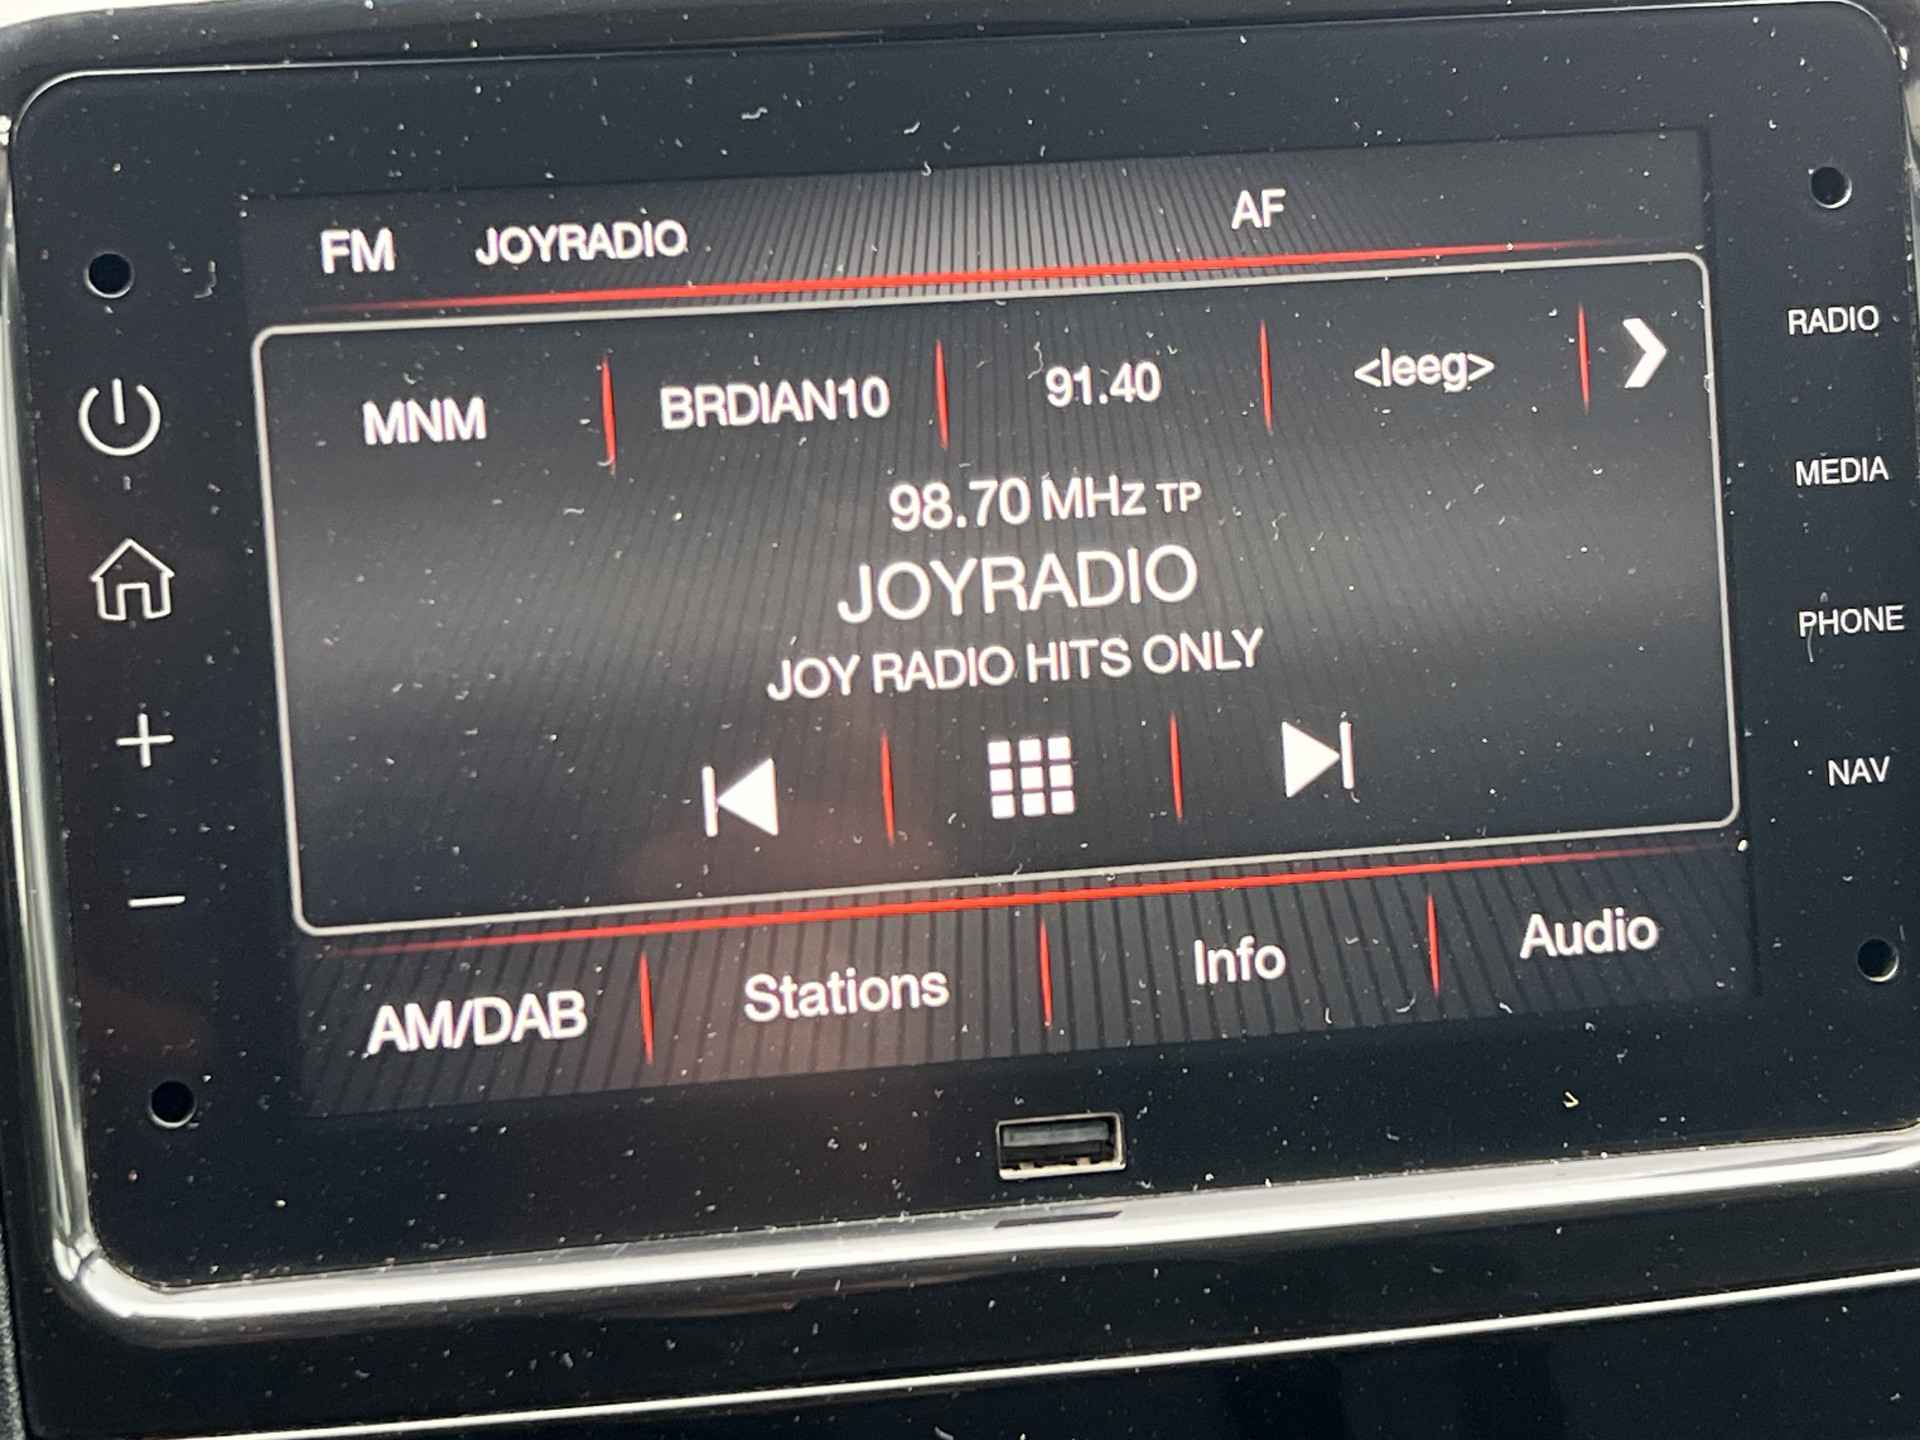 FM JOYRADIO AF
MNM BRDIAN10 91.40 <leeg>
98.70 MHz TP
JOYRADIO
JOY RADIO HITS ONLY
AM/DAB Stations Info Audio
RADIO
MEDIA
PHONE
NAV